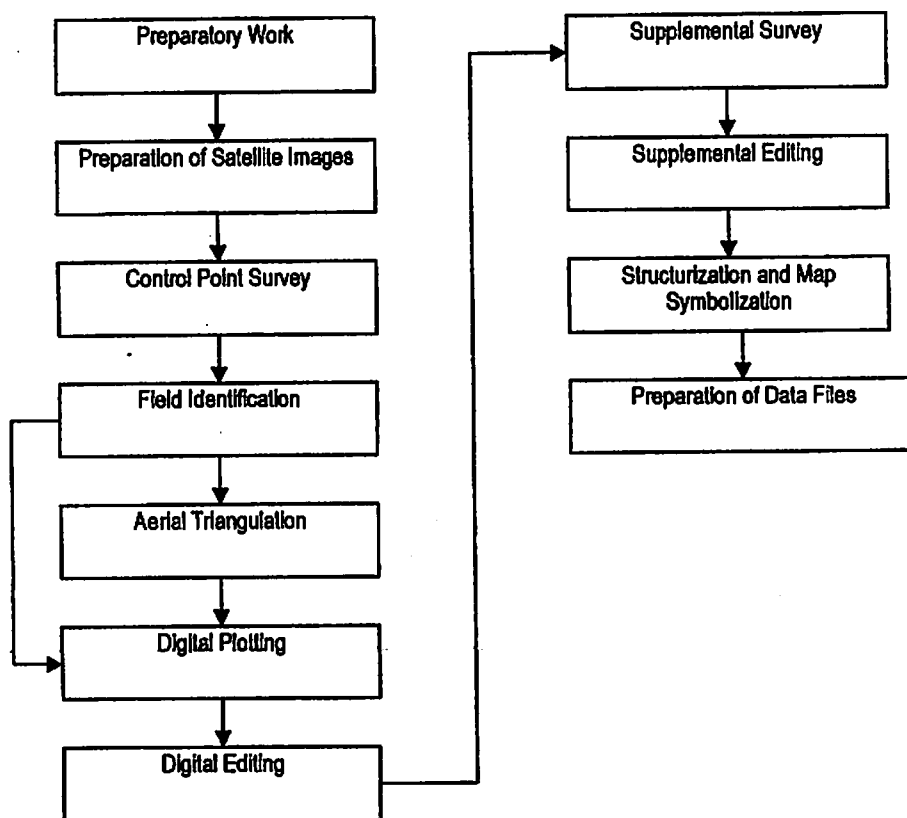 Preparatory Work
Preparation of Satellite Images
Control Point Survey
Field Identification
Aerial Triangulation
Digital Plotting
Digital Editing
Supplemental Survey
Supplemental Editing
Structurization and Map
Symbolization
Preparation of Data Files